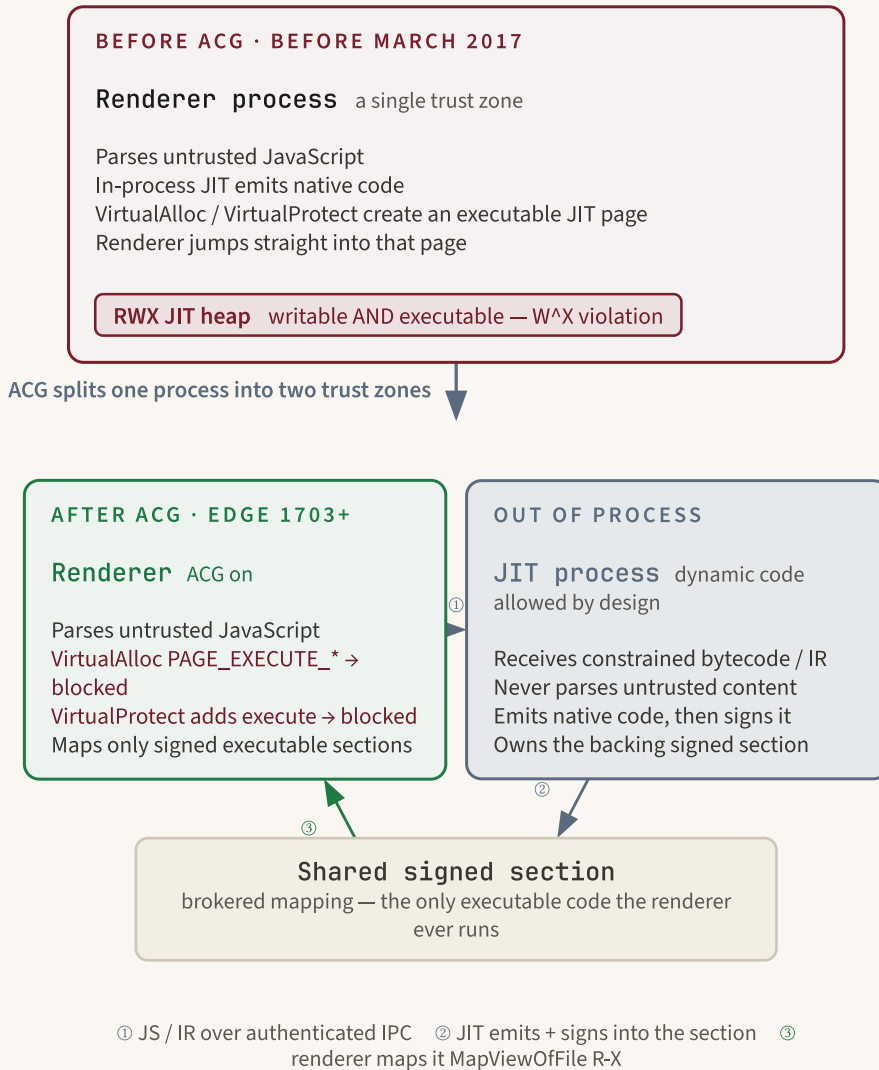 BEFORE ACG · BEFORE MARCH 2017
Renderer process a single trust zone
Parses untrusted JavaScript
In-process JIT emits native code
VirtualAlloc / VirtualProtect create an executable JIT page
Renderer jumps straight into that page
RWX JIT heap writable AND executable — W^X violation
ACG splits one process into two trust zones
AFTER ACG · EDGE 1703+
Renderer ACG on
Parses untrusted JavaScript
VirtualAlloc PAGE_EXECUTE_* →
blocked
VirtualProtect adds execute → blocked
Maps only signed executable sections
①
OUT OF PROCESS
JIT process dynamic code
allowed by design
Receives constrained bytecode / IR
Never parses untrusted content
Emits native code, then signs it
Owns the backing signed section
②
③
Shared signed section
brokered mapping — the only executable code the renderer
ever runs
① JS / IR over authenticated IPC ② JIT emits + signs into the section ③
renderer maps it MapViewOfFile R-X